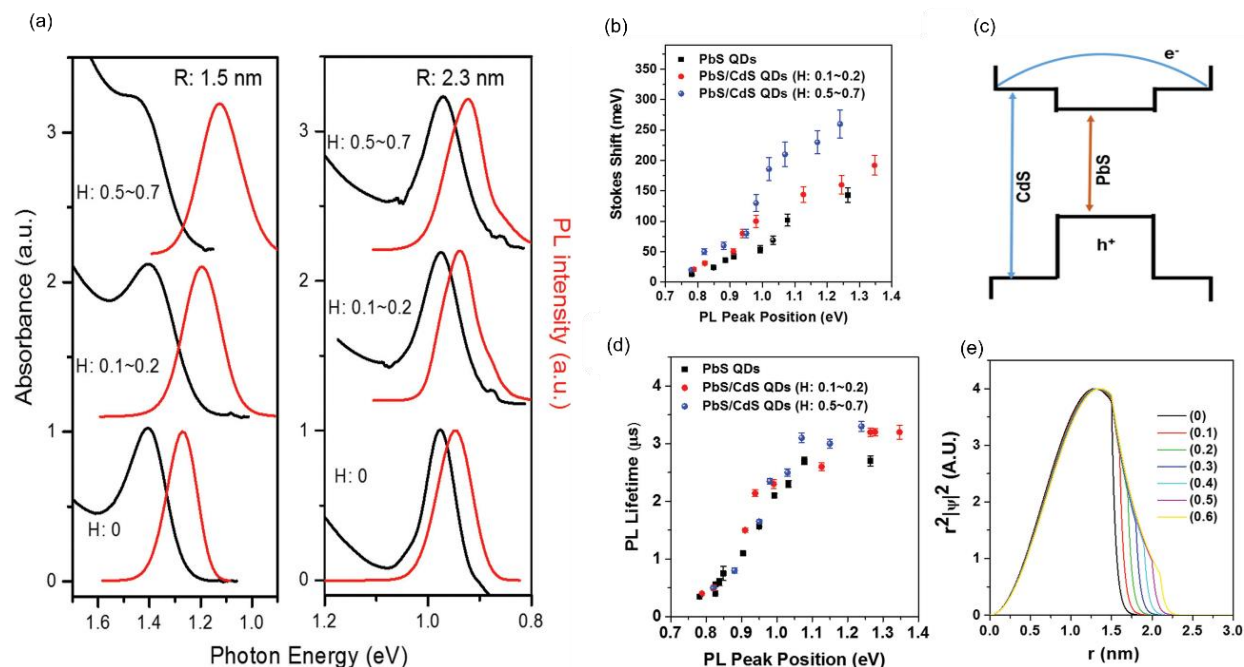 (a)
R: 1.5 nm
R: 2.3 nm
H: 0.5~0.7
H: 0.5~0.7
H: 0.1~0.2
H: 0.1~0.2
H: 0
H: 0
Absorbance (a.u.)
3
2
1
0
3
2
1
0
1.6 1.4 1.2 1.0
1.2 1.0 0.8
Photon Energy (eV)
PL intensity (a.u.)
(b)
PbS QDs
PbS/CdS QDs (H: 0.1~0.2)
PbS/CdS QDs (H: 0.5~0.7)
Stokes Shift (meV)
350
300
250
200
150
100
50
0
0.7 0.8 0.9 1.0 1.1 1.2 1.3 1.4
PL Peak Position (eV)
(c)
e-
CdS
PbS
h+
(d)
PbS QDs
PbS/CdS QDs (H: 0.1~0.2)
PbS/CdS QDs (H: 0.5~0.7)
PL Lifetime (µs)
6
5
4
3
2
1
0
0.7 0.8 0.9 1.0 1.1 1.2 1.3 1.4
PL Peak Position (eV)
(e)
r²|ψ|² (A.U.)
5
4
3
2
1
0
(0)
(0.1)
(0.2)
(0.3)
(0.4)
(0.5)
(0.6)
0.0 0.5 1.0 1.5 2.0 2.5 3.0
r (nm)